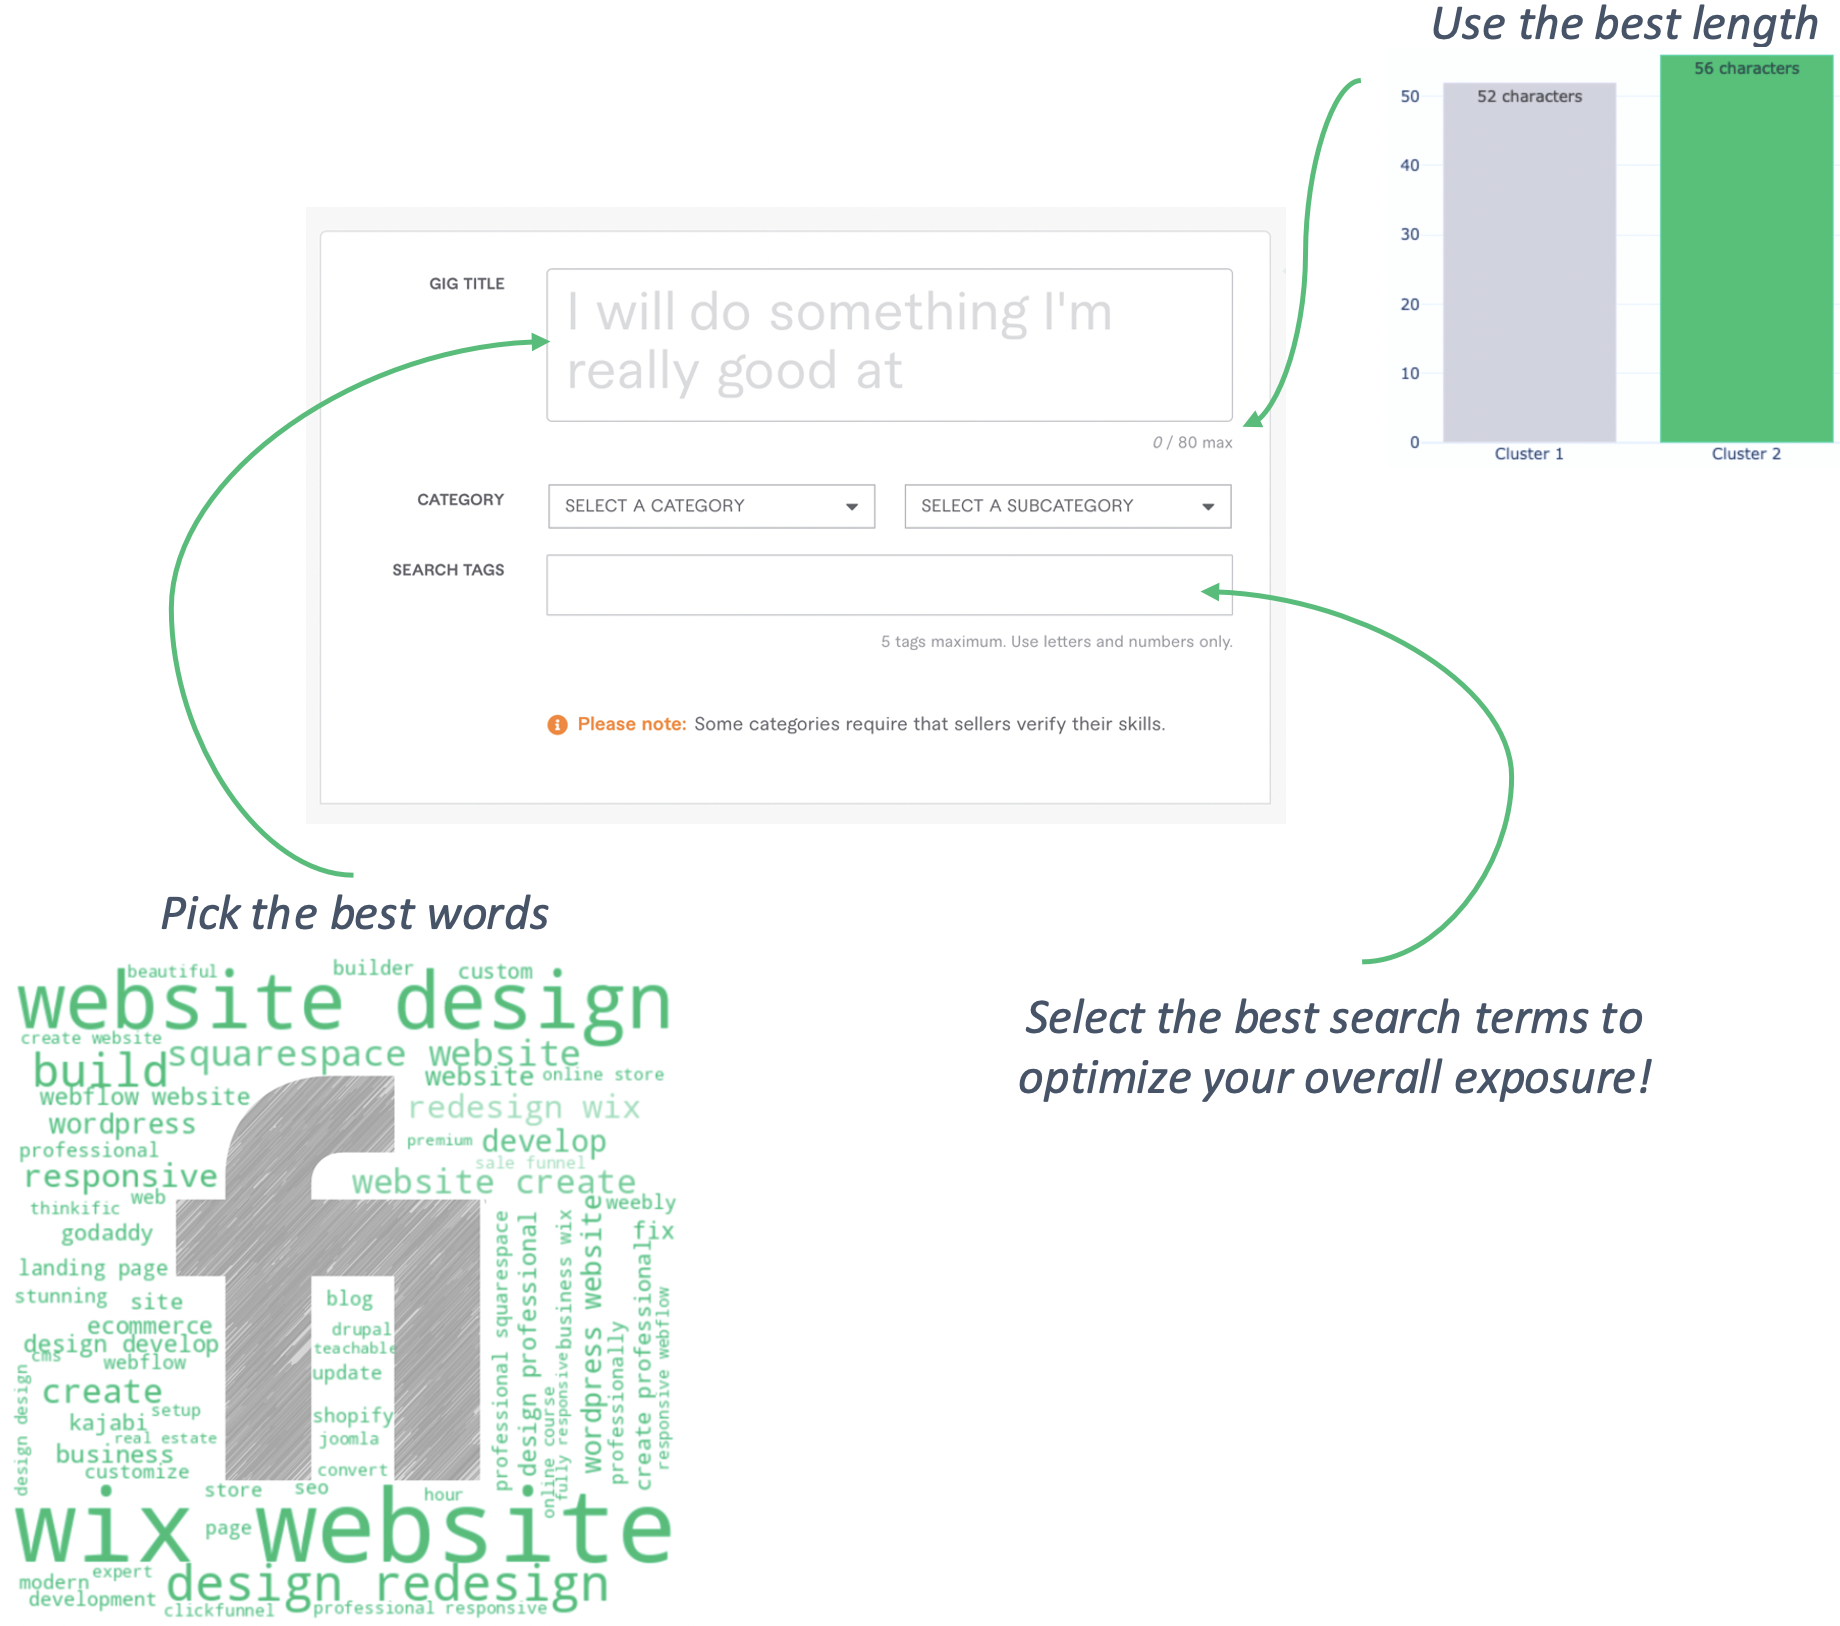 Use the best length
56 characters
52 characters
50
40
30
20
10
0
Cluster 1
Cluster 2
GIG TITLE
I will do something I'm
really good at
0 / 80 max
CATEGORY
SELECT A CATEGORY
SELECT A SUBCATEGORY
SEARCH TAGS
5 tags maximum. Use letters and numbers only.
Please note: Some categories require that sellers verify their skills.
Pick the best words
Select the best search terms to
optimize your overall exposure!
beautiful
builder
custom
website design
create website
squarespace website
build
website
online store
webflow website
redesign wix
wordpress
premium
develop
professional
sale funnel
responsive
website create
web
weebly
thinkific
godaddy
fix
landing page
stunning
site
blog
ecommerce
drupal
design develop
teachable
cms
webflow
update
create
setup
shopify
kajabi
real estate
joomla
business
customize
convert
design design
professional squarespace
design professional
online course
fully responsive
business wix
wordpress website
professionally
create professional
responsive webflow
store
seo
hour
wix website
page
expert
modern
design redesign
development
clickfunnel
professional responsive
fi